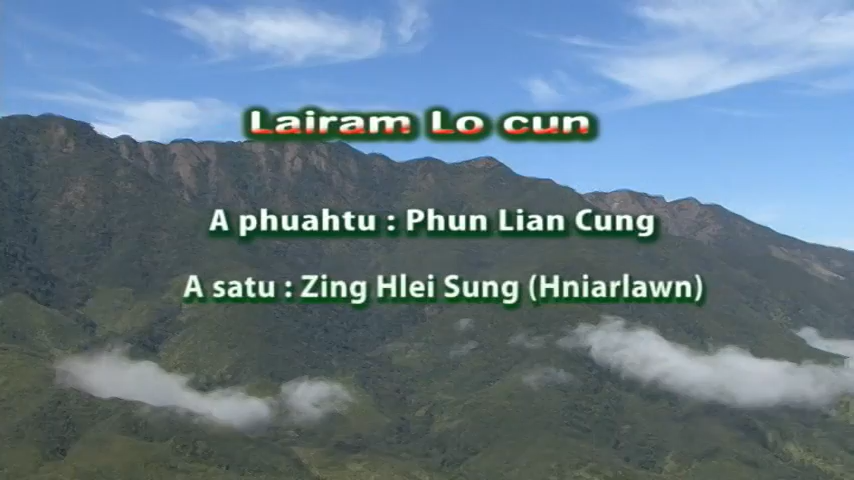 Lairam Lo cun
A phuahtu : Phun Lian Cung
A satu : Zing Hlei Sung (Hniarlawn)